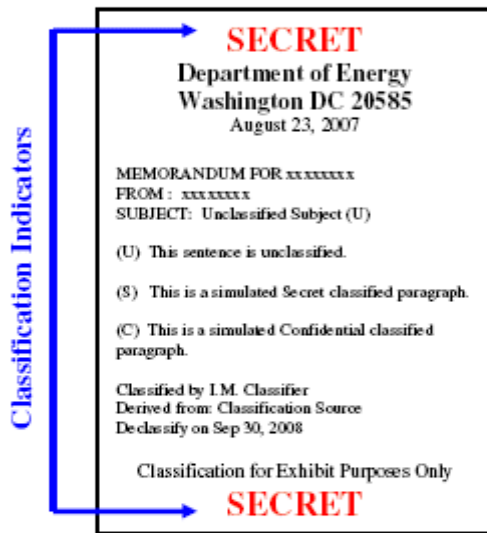 Classification Indicators
SECRET
Department of Energy
Washington DC 20585
August 23, 2007
MEMORANDUM FOR xxxxxxxx
FROM : xxxxxxxx
SUBJECT: Unclassified Subject (U)
(U) This sentence is unclassified.
(S) This is a simulated Secret classified paragraph.
(C) This is a simulated Confidential classified
paragraph.
Classified by I.M. Classifier
Derived from: Classification Source
Declassify on Sep 30, 2008
Classification for Exhibit Purposes Only
SECRET